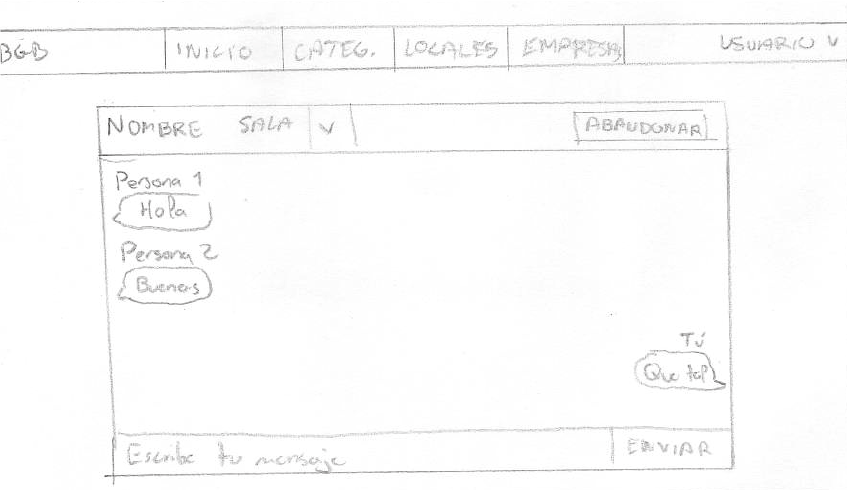 BGB INICIO CATEG. LOCALES EMPRESAS USUARIO V
NOMBRE SALA V ABANDONAR
Persona 1
Hola
Persona 2
Buenas
Tú
Que tal
Escribe tu mensaje ENVIAR